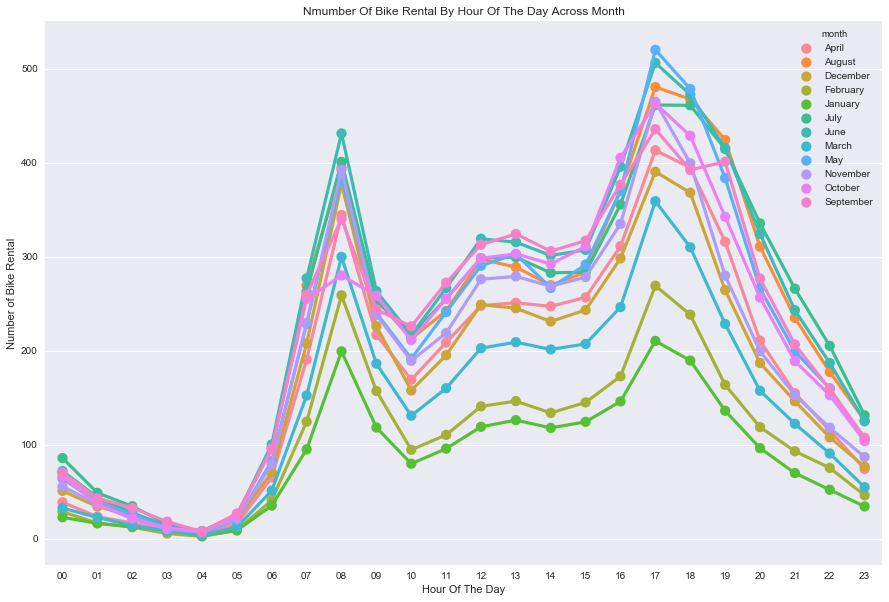 Nmumber Of Bike Rental By Hour Of The Day Across Month
month
April
August
December
February
January
July
June
March
May
November
October
September
Number of Bike Rental
500
400
300
200
100
0
00 01 02 03 04 05 06 07 08 09 10 11 12 13 14 15 16 17 18 19 20 21 22 23
Hour Of The Day